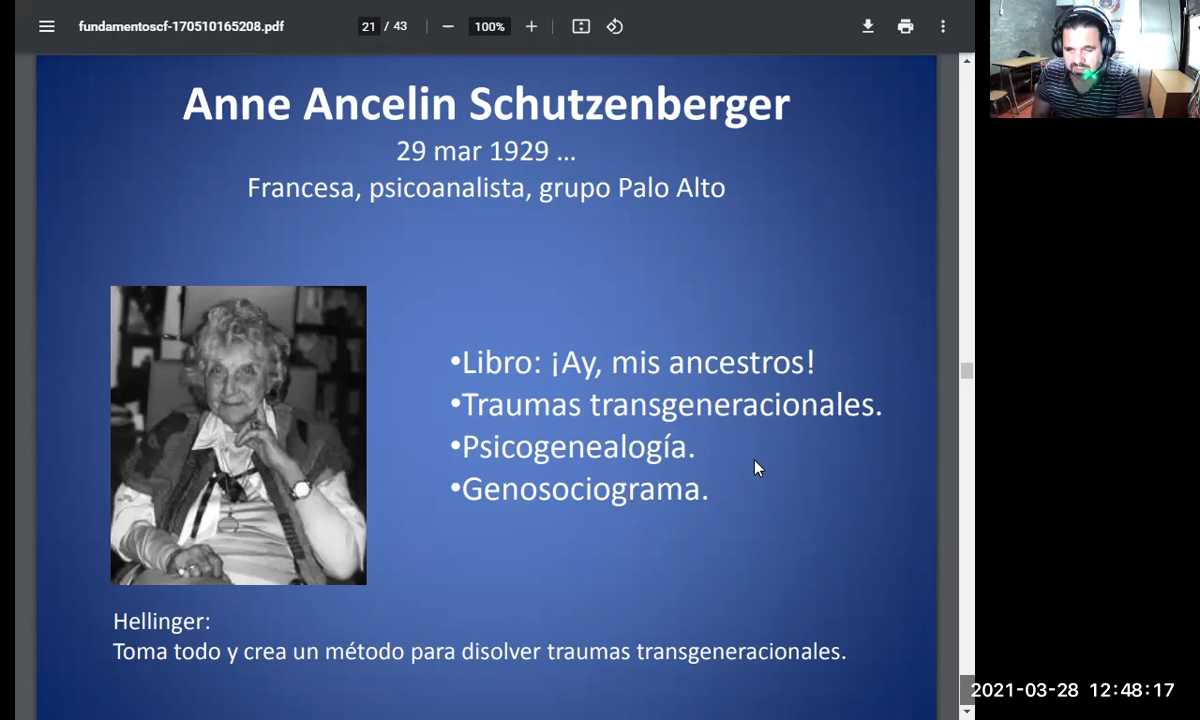 fundamentoscf-170510165208.pdf
21 / 43
100%
Anne Ancelin Schutzenberger
29 mar 1929 ...
Francesa, psicoanalista, grupo Palo Alto
•Libro: ¡Ay, mis ancestros!
•Traumas transgeneracionales.
•Psicogenealogía.
•Genosociograma.
Hellinger:
Toma todo y crea un método para disolver traumas transgeneracionales.
2021-03-28 12:48:17